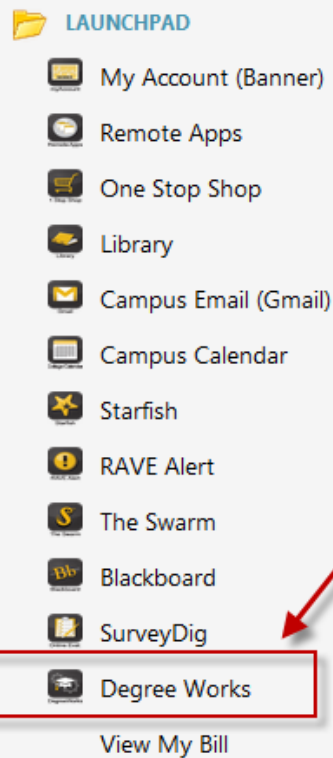 LAUNCHPAD
My Account (Banner)
Remote Apps
One Stop Shop
Library
Campus Email (Gmail)
Campus Calendar
Starfish
RAVE Alert
The Swarm
Bb
Blackboard
SurveyDig
Degree Works
View My Bill